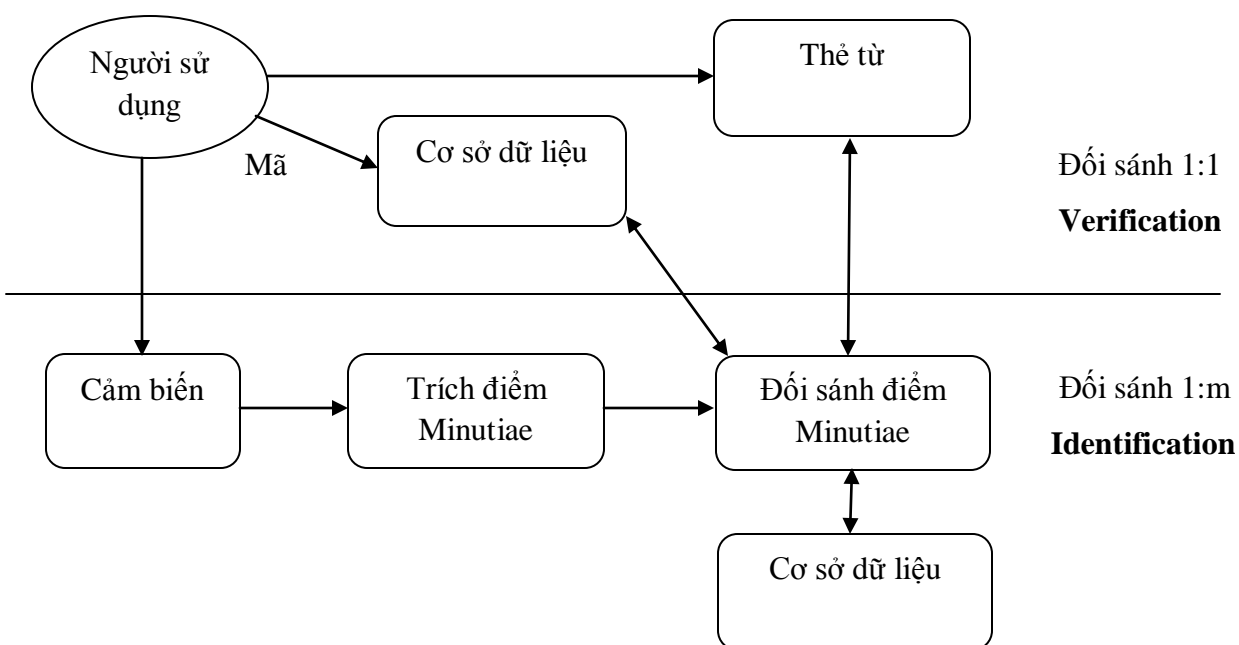 Người sử
dụng
Thẻ từ
Mã
Cơ sở dữ liệu
Đối sánh 1:1
Verification
Cảm biến
Trích điểm
Minutiae
Đối sánh điểm
Minutiae
Đối sánh 1:m
Identification
Cơ sở dữ liệu